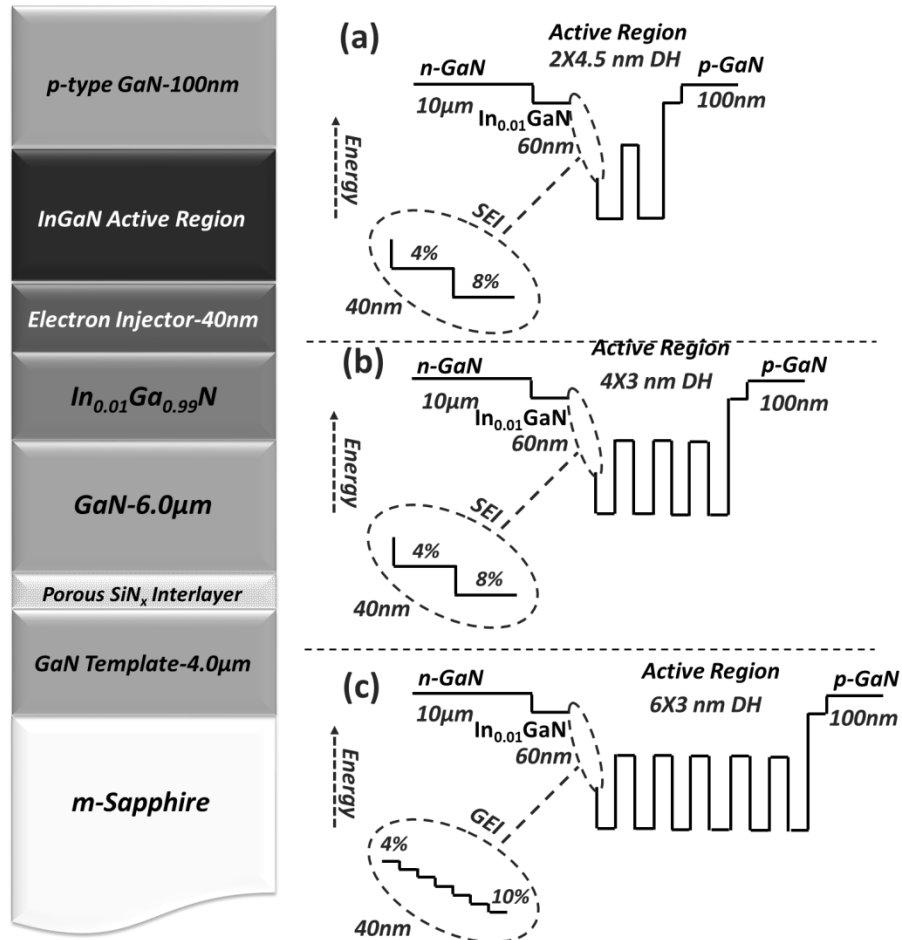 p-type GaN-100nm
InGaN Active Region
Electron Injector-40nm
In₀.₀₁Ga₀.₉₉N
GaN-6.0μm
Porous SiNₓ Interlayer
GaN Template-4.0μm
m-Sapphire
(a)
Active Region
2X4.5 nm DH
n-GaN
10μm
In₀.₀₁GaN
60nm
p-GaN
100nm
Energy
SEI
4%
8%
40nm
(b)
Active Region
4X3 nm DH
n-GaN
10μm
In₀.₀₁GaN
60nm
p-GaN
100nm
Energy
SEI
4%
8%
40nm
(c)
Active Region
6X3 nm DH
n-GaN
10μm
In₀.₀₁GaN
60nm
p-GaN
100nm
Energy
GEI
4%
10%
40nm